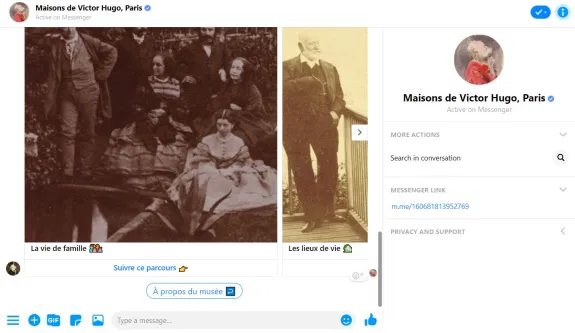 Maisons de Victor Hugo, Paris
Active on Messenger
La vie de famille
Suivre ce parcours
Les lieux de vie
À propos du musée
GIF
Type a message...
Maisons de Victor Hugo, Paris
Active on Messenger
MORE ACTIONS
Search in conversation
MESSENGER LINK
m.me/160681813952769
PRIVACY AND SUPPORT